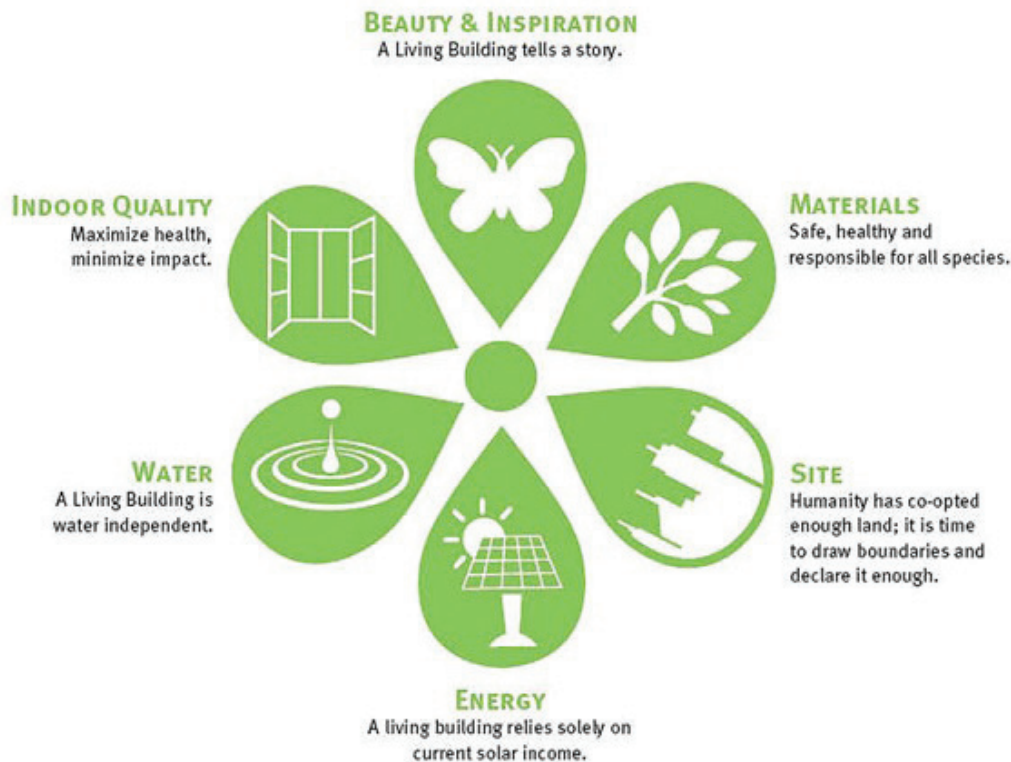 BEAUTY & INSPIRATION
A Living Building tells a story.
INDOOR QUALITY
Maximize health,
minimize impact.
MATERIALS
Safe, healthy and
responsible for all species.
WATER
A Living Building is
water independent.
SITE
Humanity has co-opted
enough land; it is time
to draw boundaries and
declare it enough.
ENERGY
A living building relies solely on
current solar income.